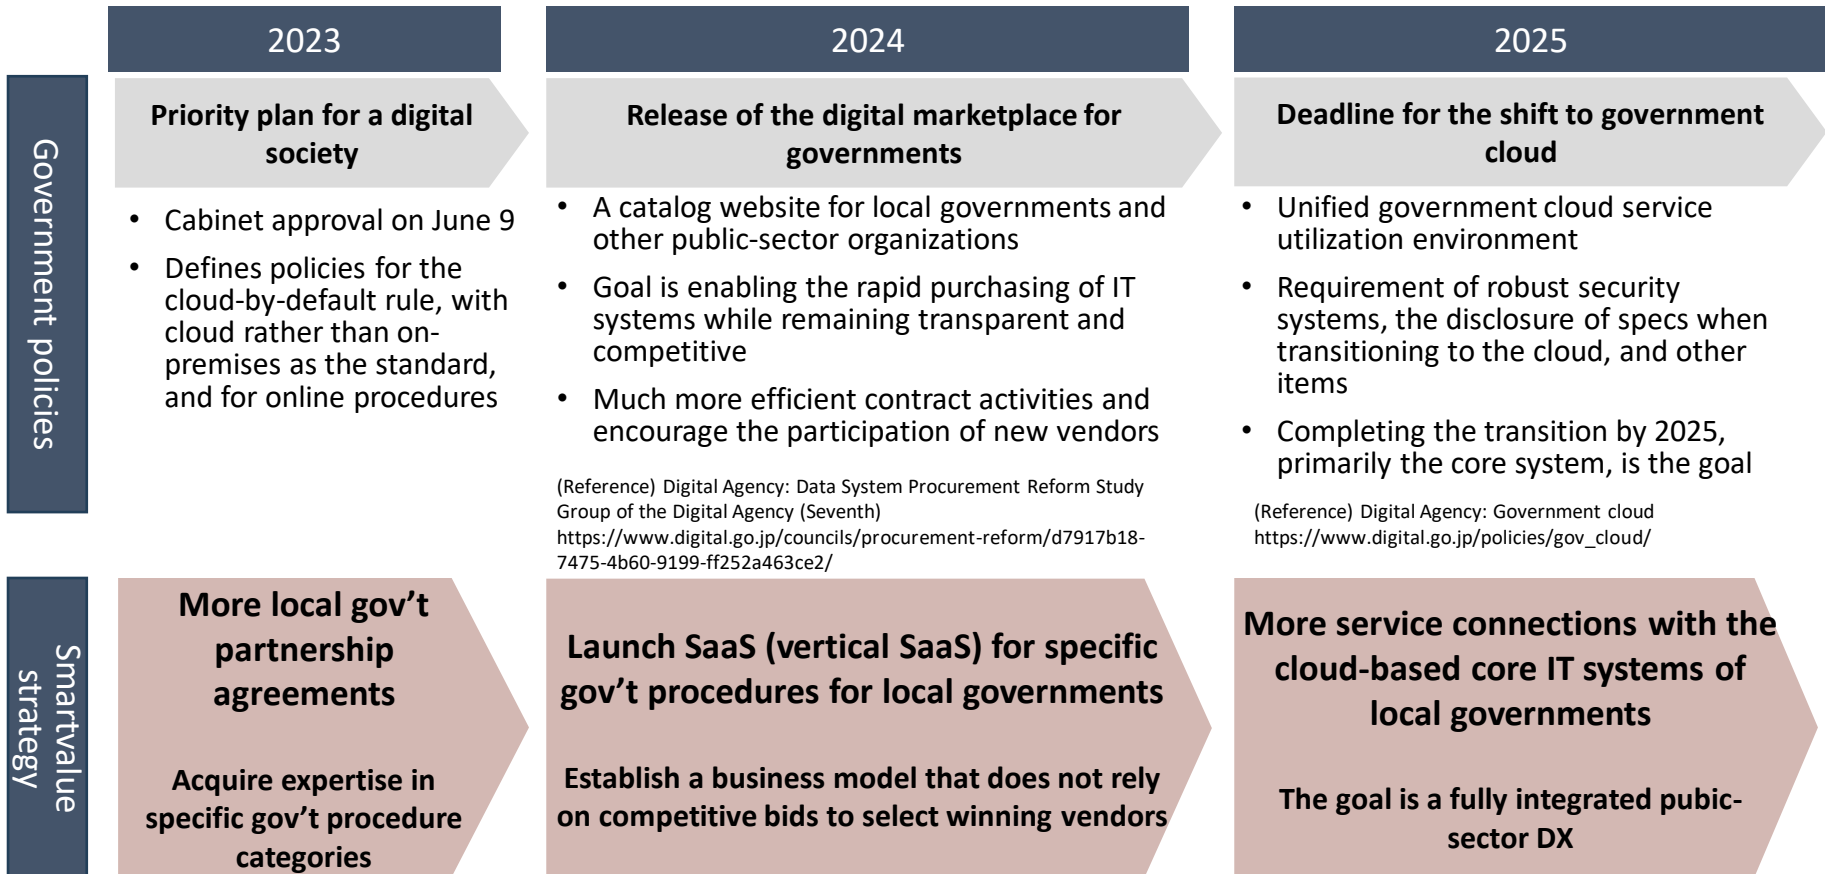 2023
2024
2025
Government policies
Priority plan for a digital
society
• Cabinet approval on June 9
• Defines policies for the
cloud-by-default rule, with
cloud rather than on-
premises as the standard,
and for online procedures
Release of the digital marketplace for
governments
• A catalog website for local governments and
other public-sector organizations
• Goal is enabling the rapid purchasing of IT
systems while remaining transparent and
competitive
• Much more efficient contract activities and
encourage the participation of new vendors
(Reference) Digital Agency: Data System Procurement Reform Study
Group of the Digital Agency (Seventh)
https://www.digital.go.jp/councils/procurement-reform/d7917b18-
7475-4b60-9199-ff252a463ce2/
Deadline for the shift to government
cloud
• Unified government cloud service
utilization environment
• Requirement of robust security
systems, the disclosure of specs when
transitioning to the cloud, and other
items
• Completing the transition by 2025,
primarily the core system, is the goal
(Reference) Digital Agency: Government cloud
https://www.digital.go.jp/policies/gov_cloud/
Smartvalue
strategy
More local gov’t
partnership
agreements
Acquire expertise in
specific gov’t procedure
categories
Launch SaaS (vertical SaaS) for specific
gov’t procedures for local governments
Establish a business model that does not rely
on competitive bids to select winning vendors
More service connections with the
cloud-based core IT systems of
local governments
The goal is a fully integrated pubic-
sector DX